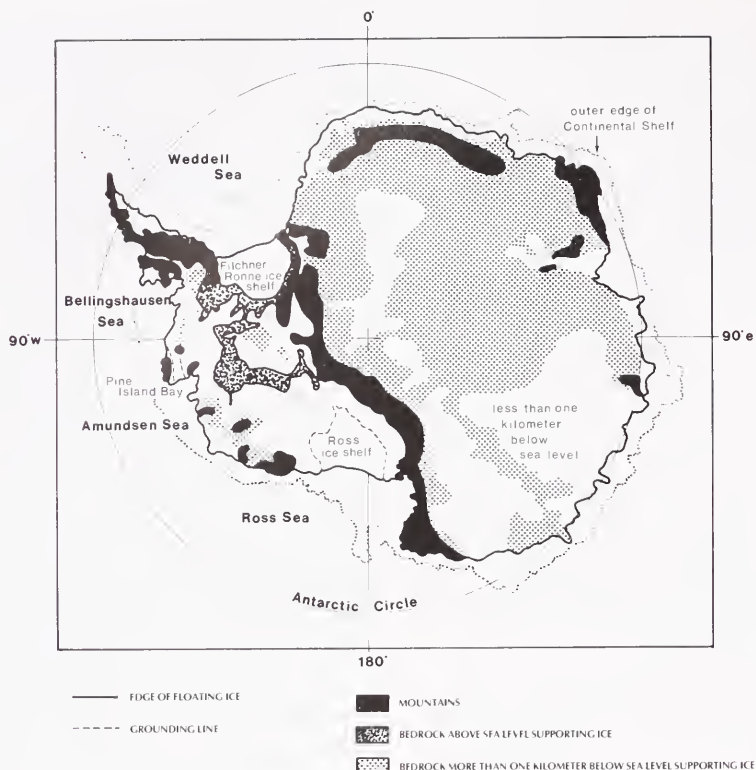 0°
outer edge of
Continental Shelf
Weddell
Sea
Filchner
Ronne ice
shelf
Bellingshausen
Sea
90°w
90°e
Pine
Island Bay
Amundsen Sea
less than one
kilometer
below
sea level
Ross
ice shelf
Ross Sea
Antarctic Circle
180°
EDGE OF FLOATING ICE
GROUNDING LINE
MOUNTAINS
BEDROCK ABOVE SEA LEVEL SUPPORTING ICE
BEDROCK MORE THAN ONE KILOMETER BELOW SEA LEVEL SUPPORTING ICE